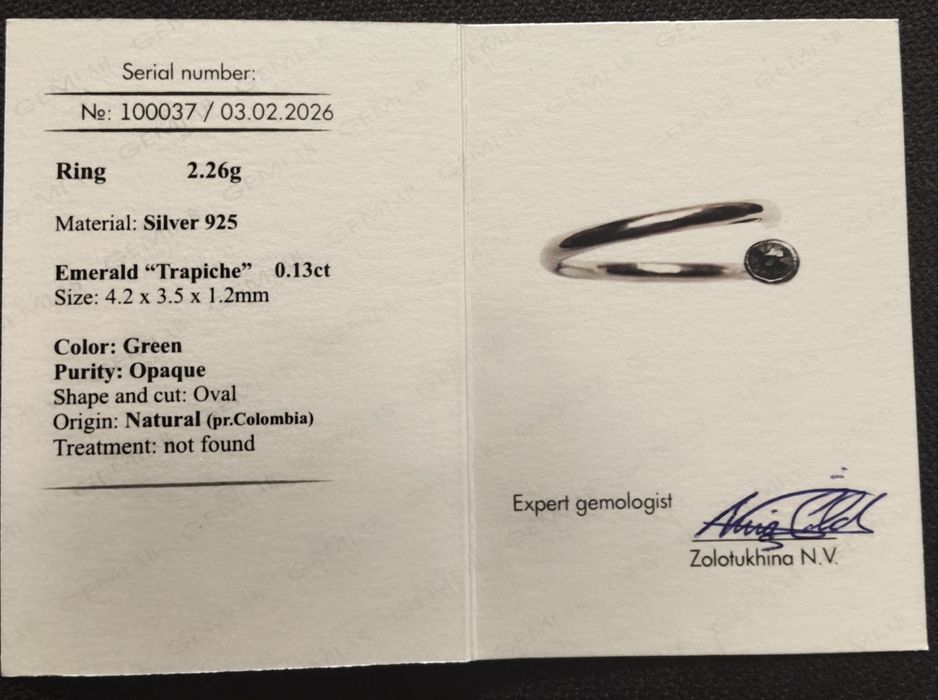 Serial number:
№: 100037 / 03.02.2026
Ring 2.26g
Material: Silver 925
Emerald “Trapiche” 0.13ct
Size: 4.2 x 3.5 x 1.2mm
Color: Green
Purity: Opaque
Shape and cut: Oval
Origin: Natural (pr.Colombia)
Treatment: not found
Expert gemologist
Zolotukhina N.V.